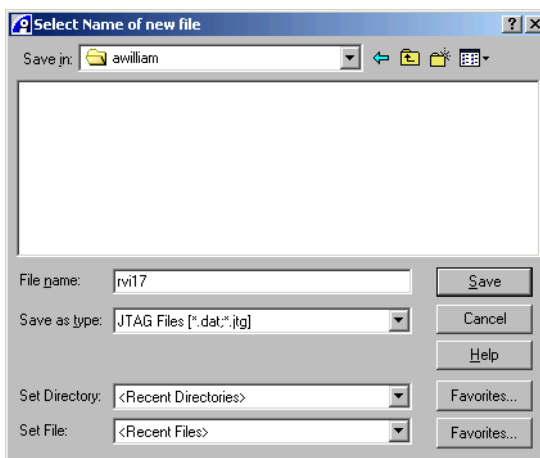 Select Name of new file
Save in: awilliam
File name: rvi17
Save
Save as type: JTAG Files [*.dat;*.jtg]
Cancel
Help
Set Directory: <Recent Directories>
Favorites...
Set File: <Recent Files>
Favorites...